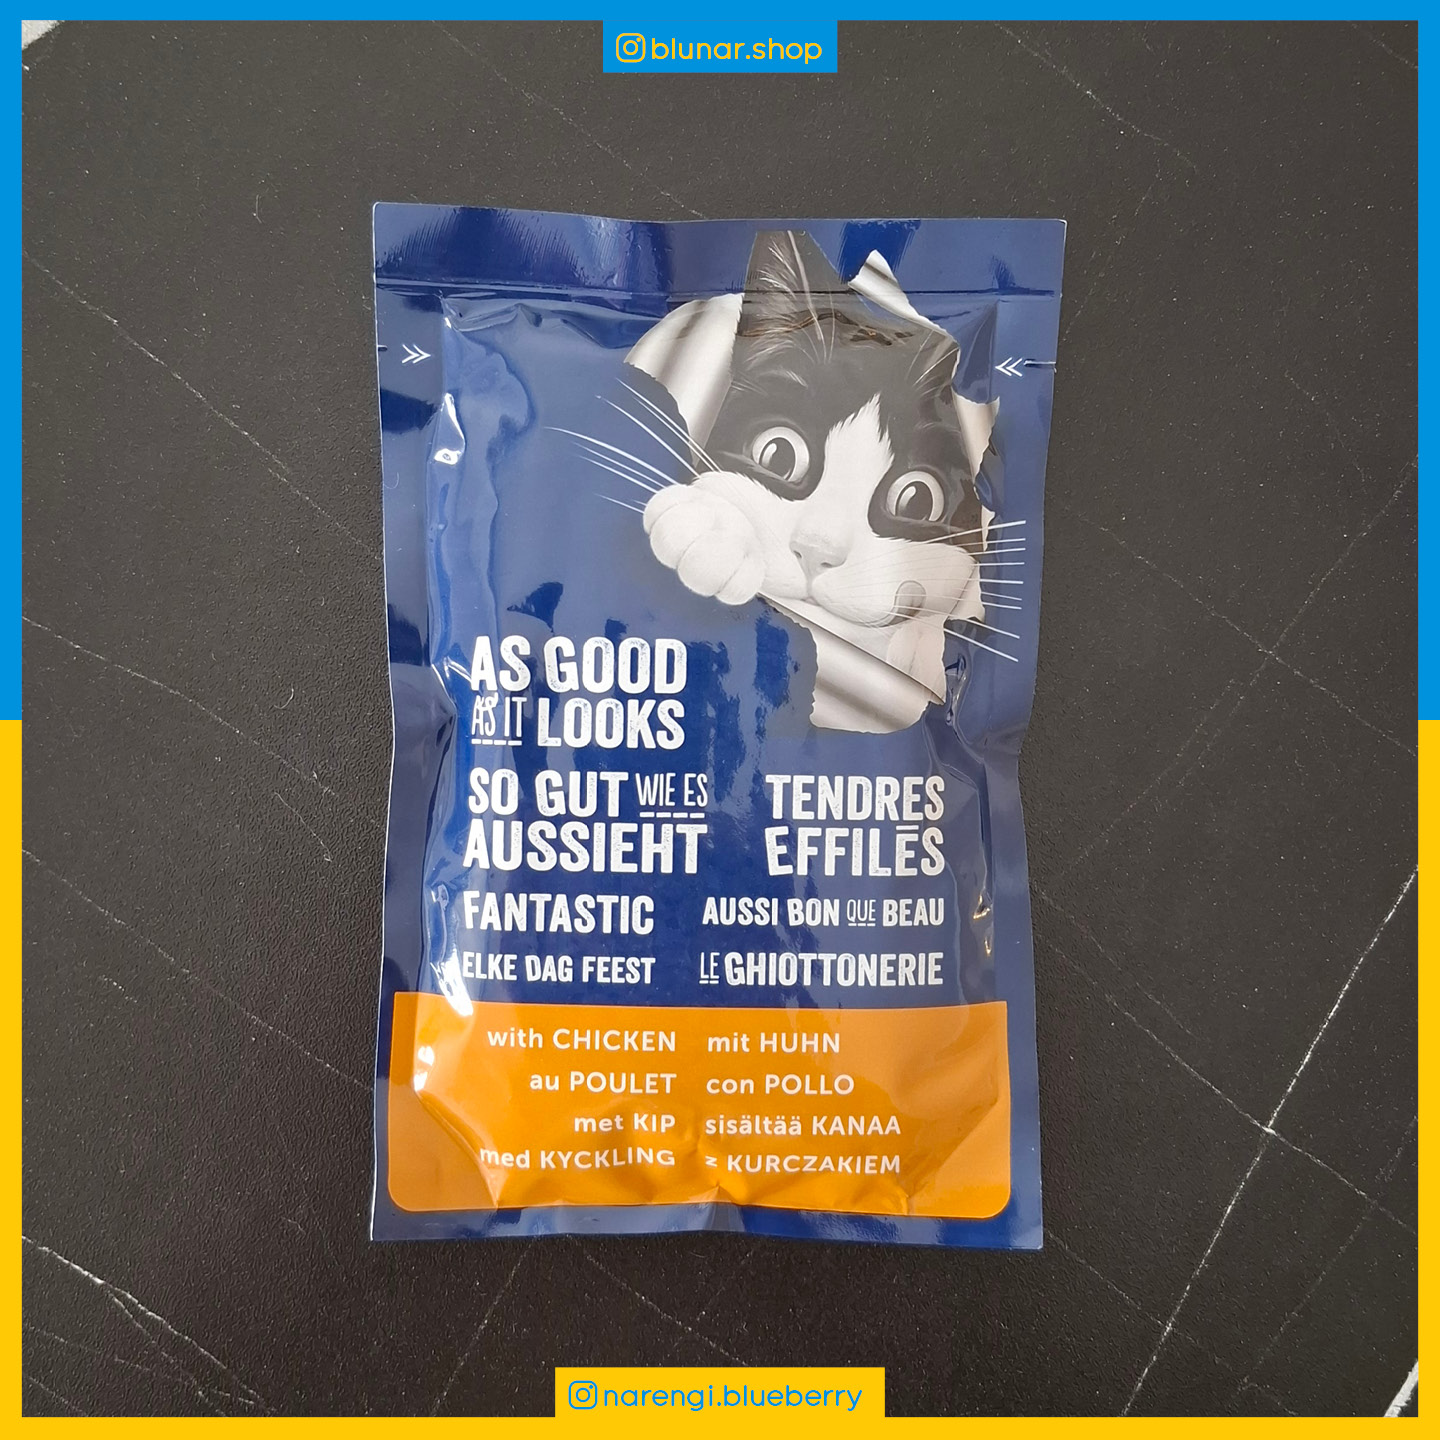 blunar.shop
AS GOOD
AS IT LOOKS
SO GUT WIE ES
AUSSIEHT
TENDRES
EFFILÉS
FANTASTIC
AUSSI BON QUE BEAU
ELKE DAG FEEST
LE GHIOTTONERIE
with CHICKEN
mit HUHN
au POULET
con POLLO
met KIP
sisältää KANAA
med KYCKLING
z KURCZAKIEM
narengi.blueberry